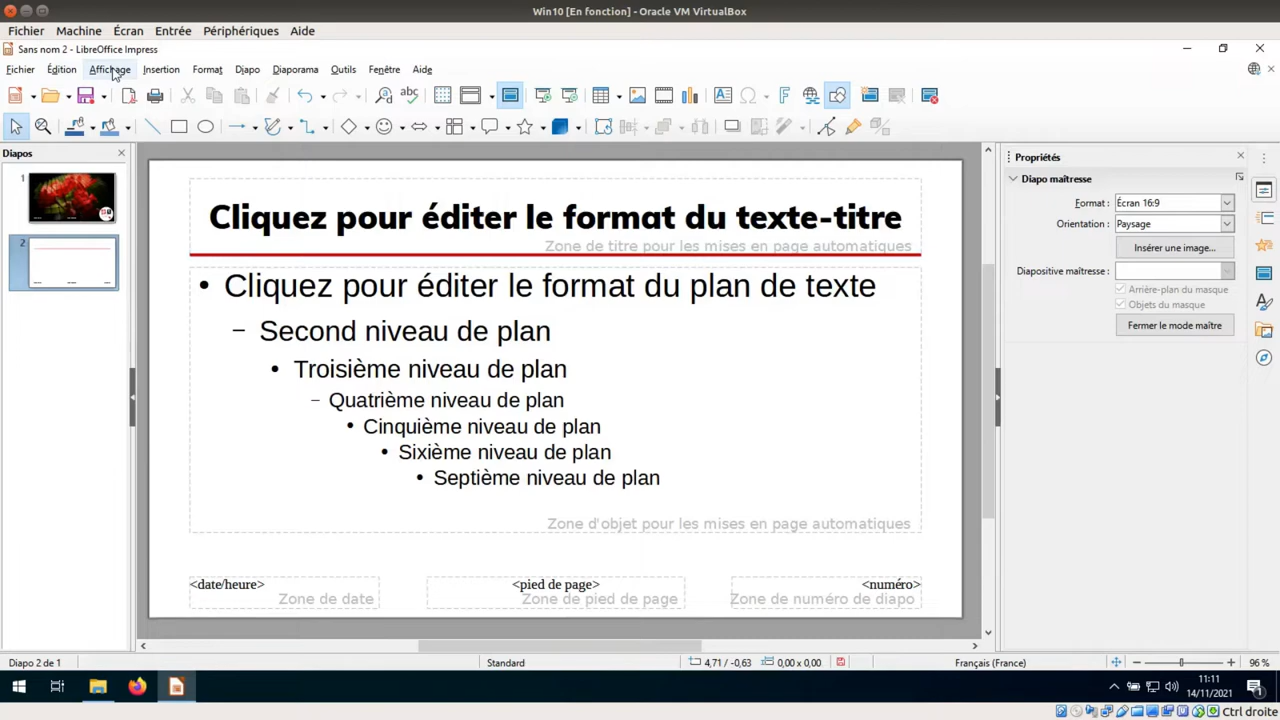 Win10 [En fonction] - Oracle VM VirtualBox
Fichier Machine Écran Entrée Périphériques Aide
Sans nom 2 - LibreOffice Impress
Fichier Édition Affichage Insertion Format Diapo Diaporama Outils Fenêtre Aide
Diapos
1
2
Cliquez pour éditer le format du texte-titre
Zone de titre pour les mises en page automatiques
• Cliquez pour éditer le format du plan de texte
– Second niveau de plan
• Troisième niveau de plan
– Quatrième niveau de plan
• Cinquième niveau de plan
• Sixième niveau de plan
• Septième niveau de plan
Zone d'objet pour les mises en page automatiques
<date/heure>
Zone de date
<pied de page>
Zone de pied de page
<numéro>
Zone de numéro de diapo
Propriétés
Diapo maîtresse
Format : Écran 16:9
Orientation : Paysage
Insérer une image...
Diapositive maîtresse :
Arrière-plan du masque
Objets du masque
Fermer le mode maître
Diapo 2 de 1
Standard
4,71 / -0,63
0,00 x 0,00
Français (France)
96 %
11:11
14/11/2021
Ctrl droite